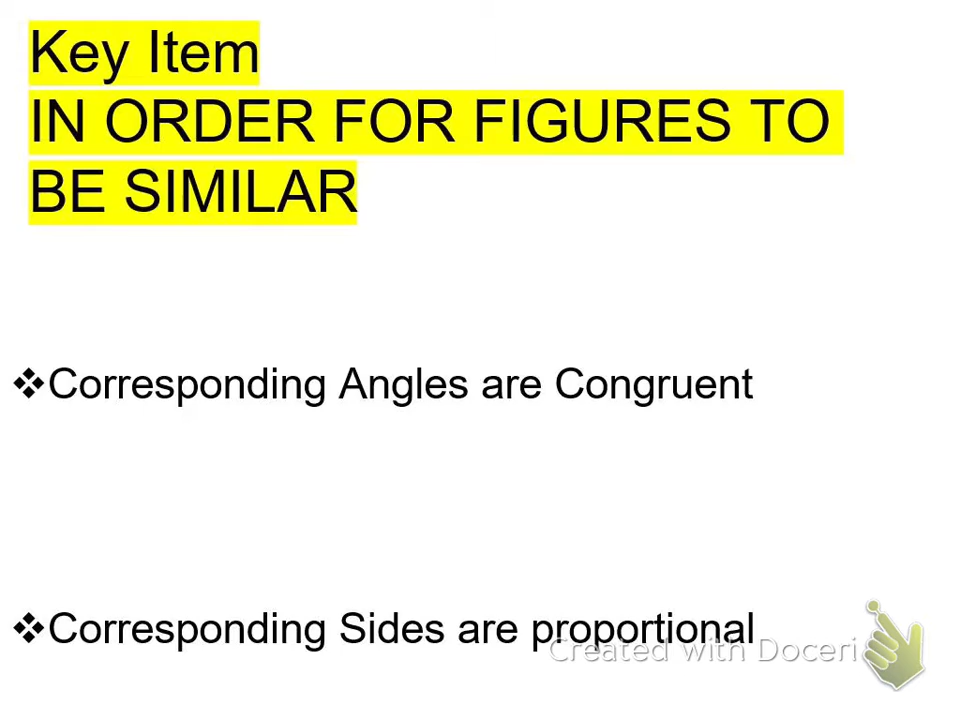 Key Item
IN ORDER FOR FIGURES TO
BE SIMILAR
❖Corresponding Angles are Congruent
❖Corresponding Sides are proportional
Created with Doceri